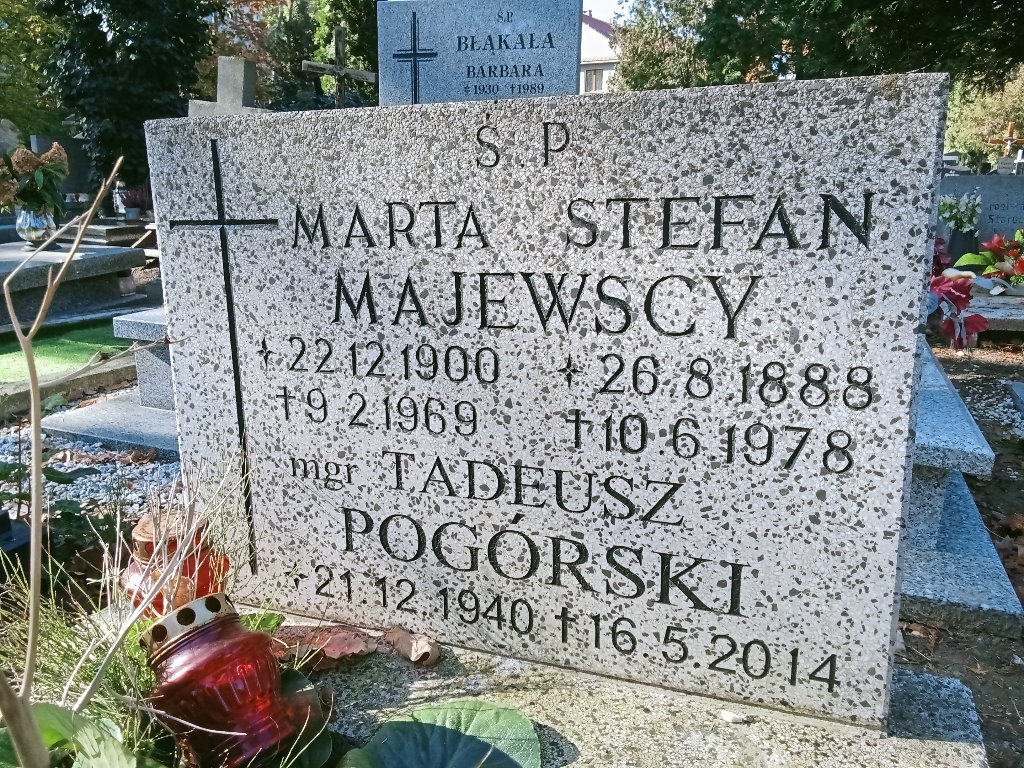 Ś.P.
BŁAKAŁA
BARBARA
*1930 †1989
Ś.P.
MARTA STEFAN
MAJEWSCY
*22.12.1900 *26.8.1888
†9.2.1969 †10.6.1978
mgr TADEUSZ
POGÓRSKI
*21.12.1940 †16.5.2014